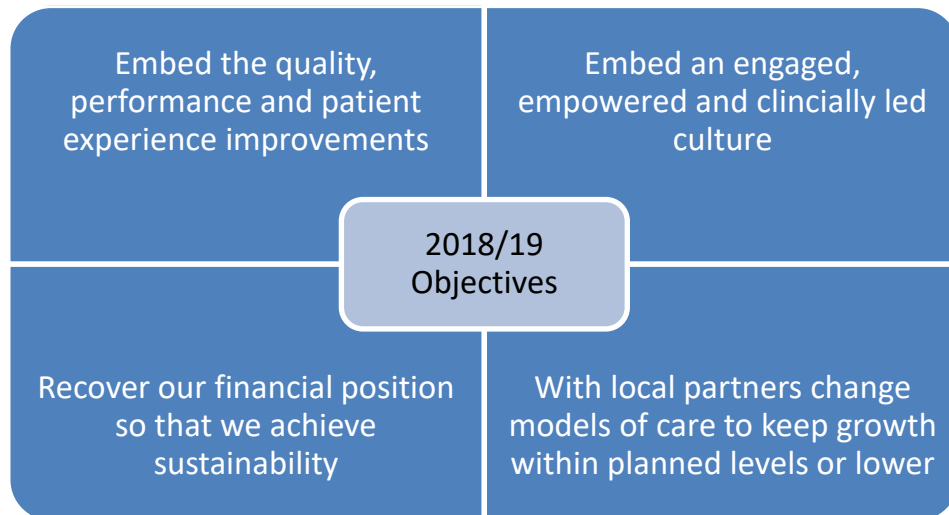 Embed the quality,
performance and patient
experience improvements
Embed an engaged,
empowered and clincially led
culture
2018/19
Objectives
Recover our financial position
so that we achieve
sustainability
With local partners change
models of care to keep growth
within planned levels or lower